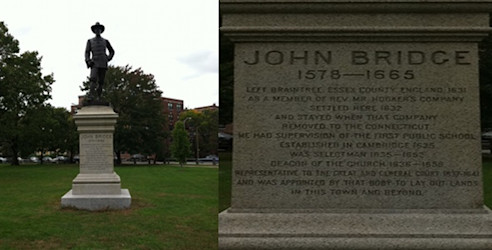 JOHN BRIDGE
1578—1665
LEFT BRAINTREE, ESSEX COUNTY, ENGLAND, 1631
AS A MEMBER OF REV. MR. HOOKER'S COMPANY
SETTLED HERE 1632
AND STAYED WHEN THAT COMPANY
REMOVED TO THE CONNECTICUT.
HE HAD SUPERVISION OF THE FIRST PUBLIC SCHOOL
ESTABLISHED IN CAMBRIDGE 1635.
WAS SELECTMAN 1635–1652
DEACON OF THE CHURCH 1636–1658
REPRESENTATIVE TO THE GREAT AND GENERAL COURT 1637–1641
AND WAS APPOINTED BY THAT BODY TO LAY OUT LANDS
IN THIS TOWN AND BEYOND.